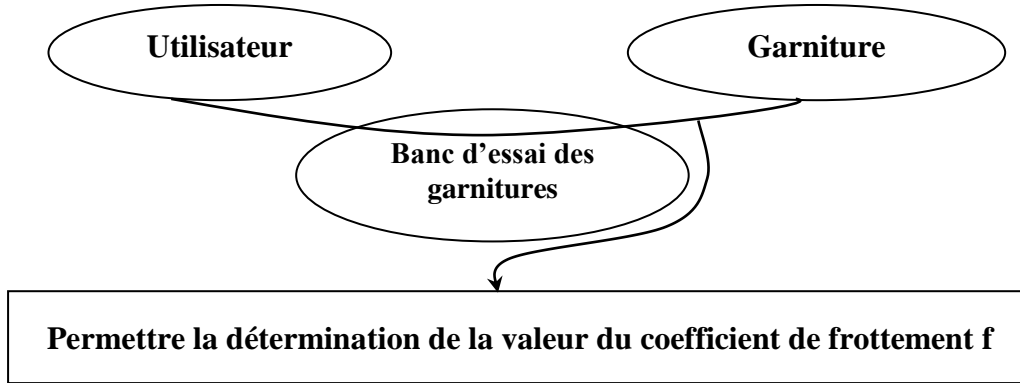 Utilisateur
Garniture
Banc d'essai des
garnitures
Permettre la détermination de la valeur du coefficient de frottement f